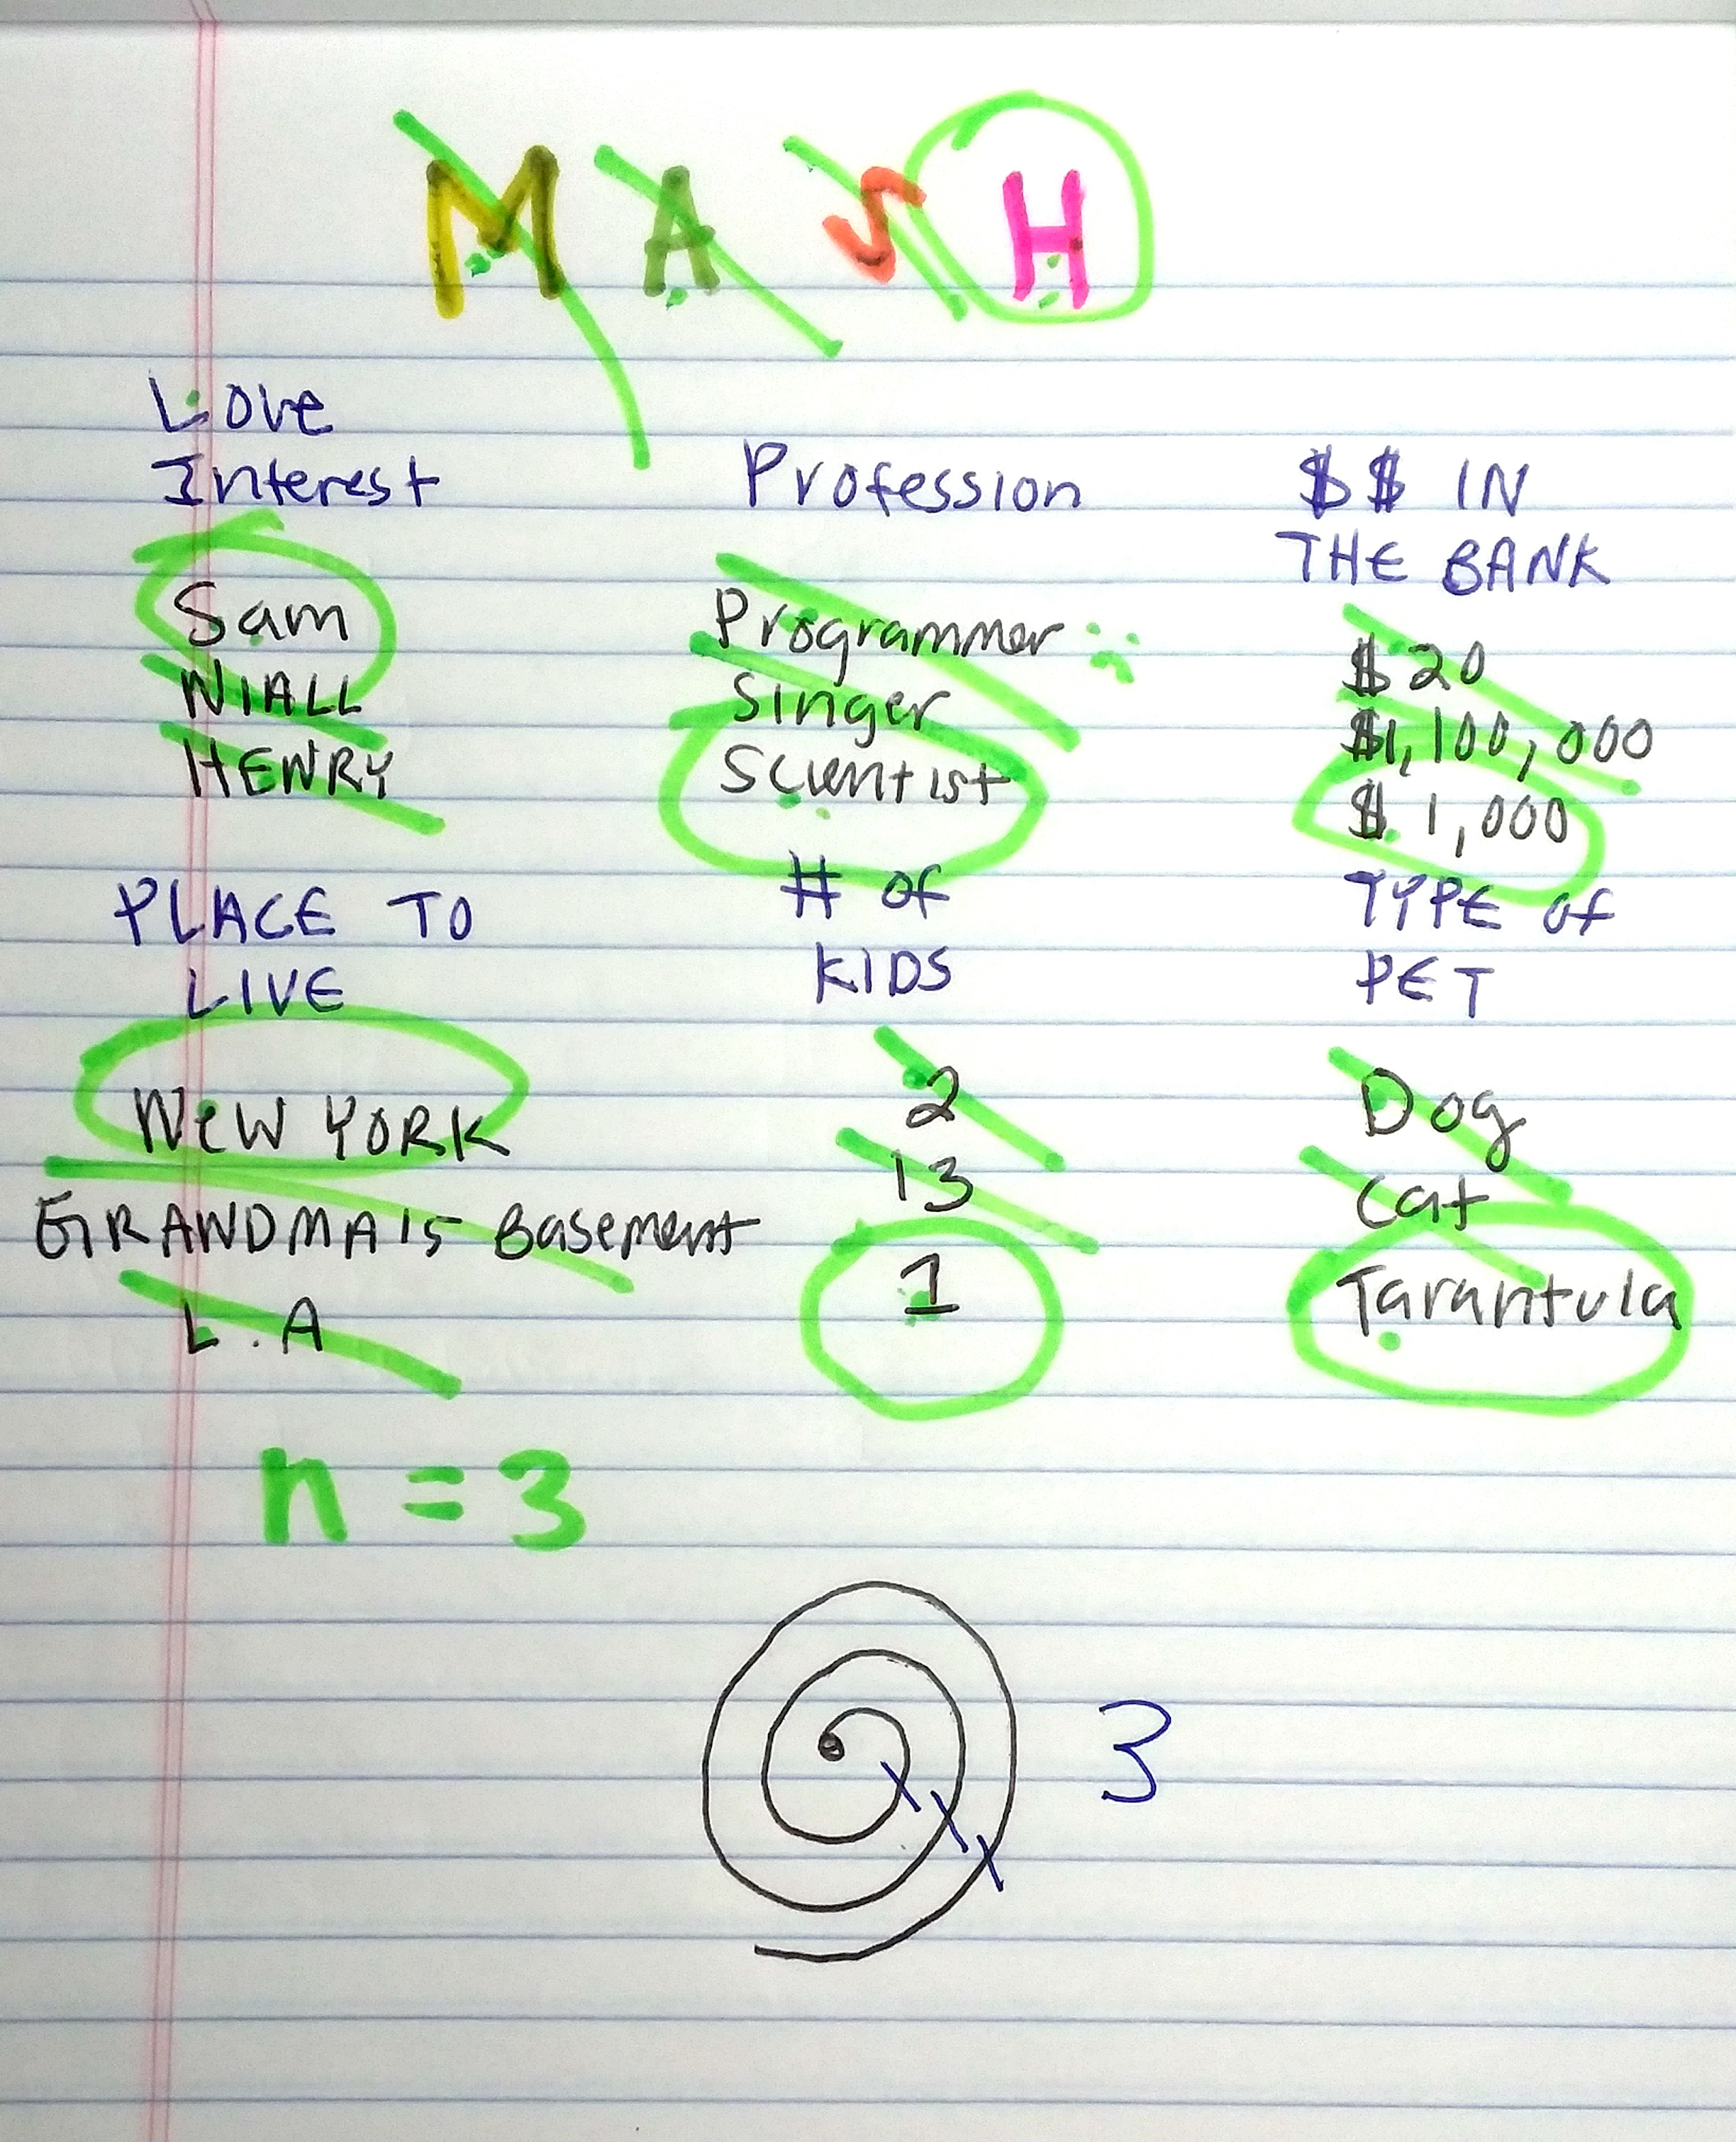 M A S H
Love
Interest
Sam
NIALL
HENRY
Profession
Programmer
Singer
Scientist
$$ IN
THE BANK
$20
$1,100,000
$ 1,000
PLACE TO
LIVE
New YORK
GRANDMA'S Basement
L.A
# of
KIDS
2
13
1
TYPE of
PET
Dog
cat
Tarantula
n = 3
3